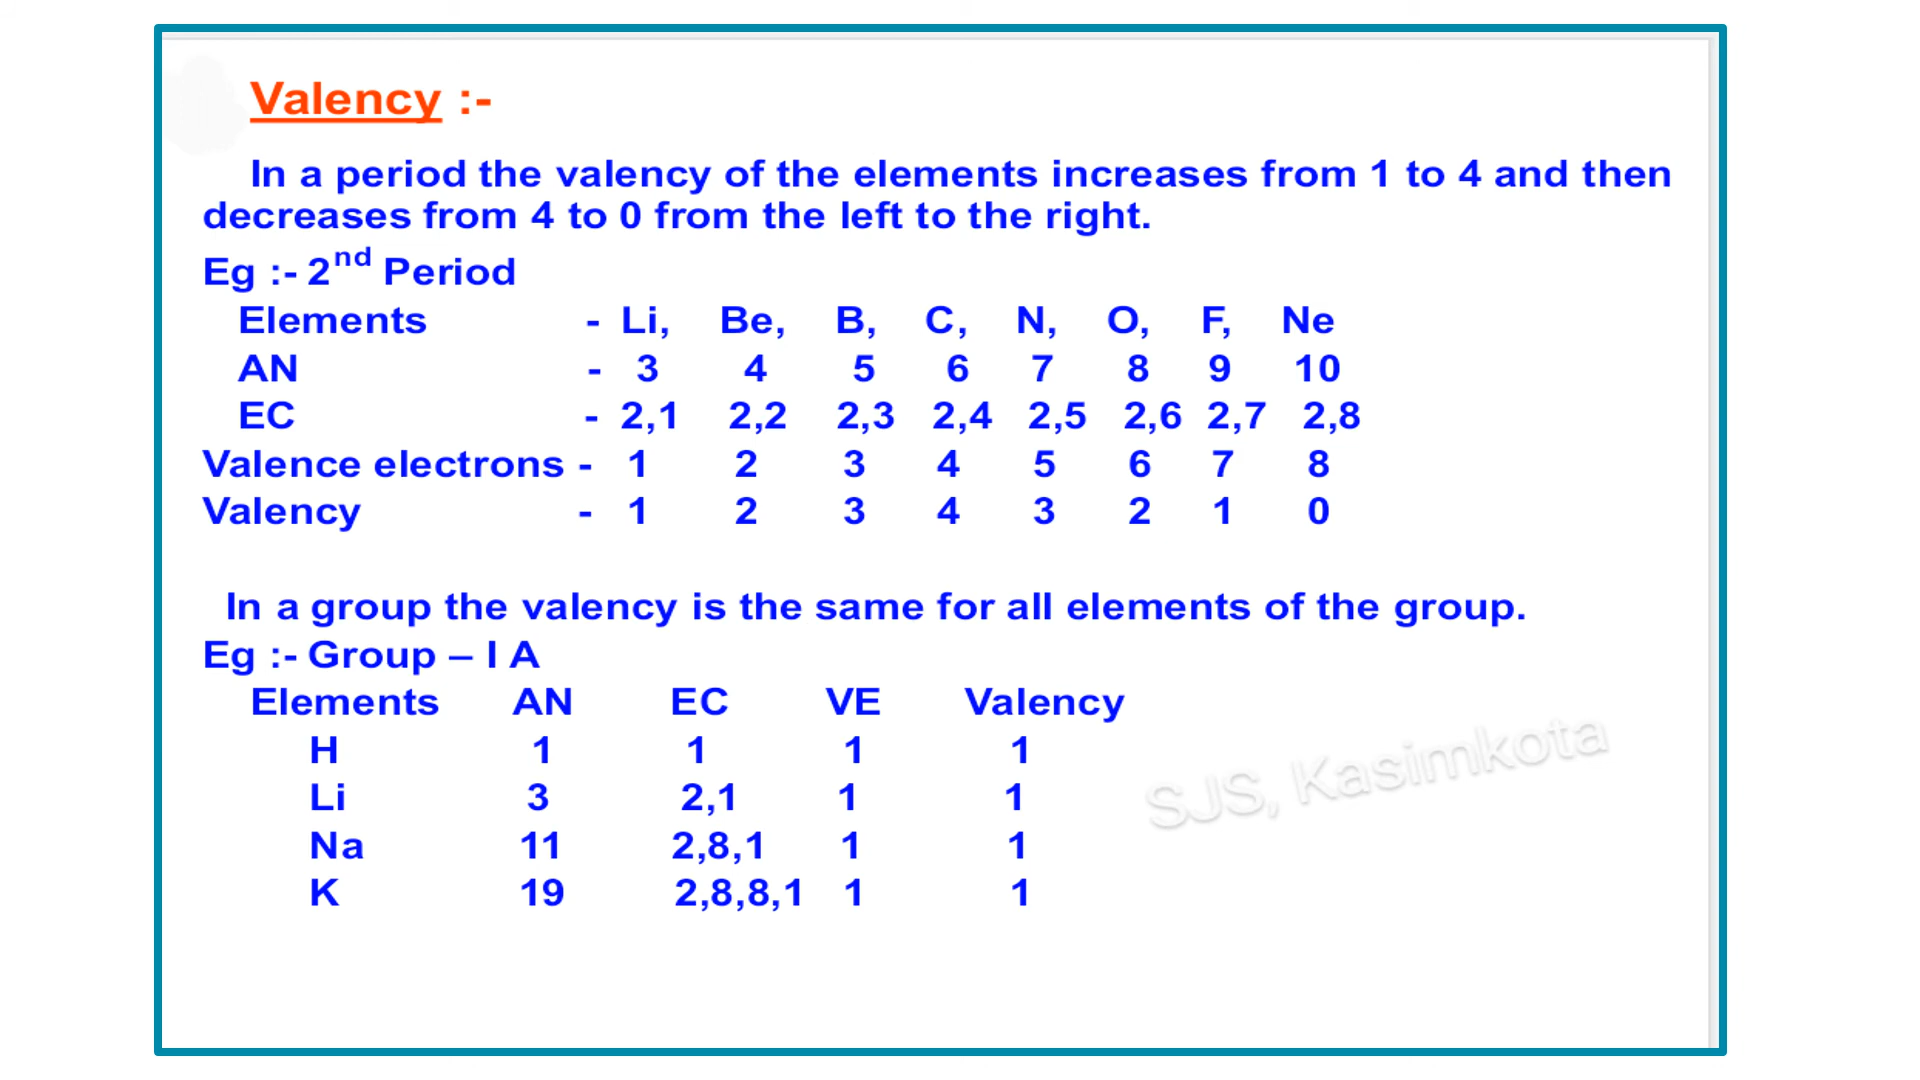 Valency :-
In a period the valency of the elements increases from 1 to 4 and then
decreases from 4 to 0 from the left to the right.
Eg :- 2nd Period
Elements - Li, Be, B, C, N, O, F, Ne
AN - 3 4 5 6 7 8 9 10
EC - 2,1 2,2 2,3 2,4 2,5 2,6 2,7 2,8
Valence electrons - 1 2 3 4 5 6 7 8
Valency - 1 2 3 4 3 2 1 0
In a group the valency is the same for all elements of the group.
Eg :- Group – I A
Elements AN EC VE Valency
H 1 1 1 1
Li 3 2,1 1 1
Na 11 2,8,1 1 1
K 19 2,8,8,1 1 1
SJS, Kasimkota